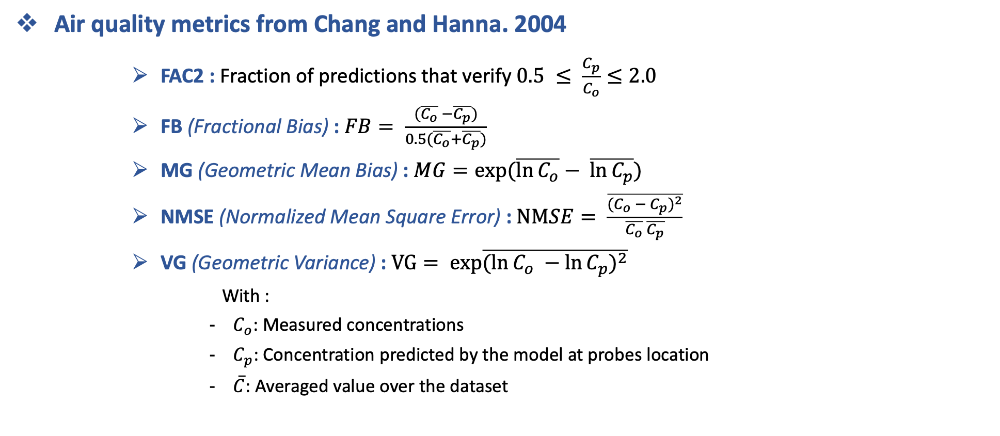 ❖ Air quality metrics from Chang and Hanna. 2004
➢ FAC2 : Fraction of predictions that verify $0.5 \leq \frac{C_p}{C_o} \leq 2.0$
➢ FB (Fractional Bias) : $FB = \frac{(\overline{C_o} - \overline{C_p})}{0.5(\overline{C_o} + \overline{C_p})}$
➢ MG (Geometric Mean Bias) : $MG = \exp(\overline{\ln C_o} - \overline{\ln C_p})$
➢ NMSE (Normalized Mean Square Error) : $\mathrm{NM}SE = \frac{\overline{(C_o - C_p)^2}}{\overline{C_o}\,\overline{C_p}}$
➢ VG (Geometric Variance) : $\mathrm{VG} = \exp\overline{(\ln C_o - \ln C_p)^2}$
With :
- $C_o$: Measured concentrations
- $C_p$: Concentration predicted by the model at probes location
- $\bar{C}$: Averaged value over the dataset